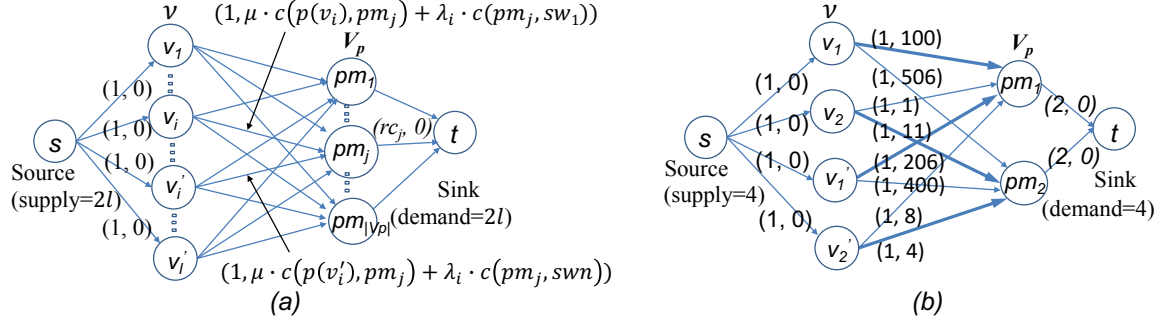 (1, μ · c(p(v_i), pm_j) + λ_i · c(pm_j, sw_1))
ν
V_p
v_1
v_i
v_i'
v_l'
(1, 0)
(1, 0)
(1, 0)
(1, 0)
s
Source
(supply=2l)
pm_1
pm_j
pm_|Vp|
(rc_j, 0)
t
Sink
(demand=2l)
(1, μ · c(p(v_i'), pm_j) + λ_i · c(pm_j, swn))
(a)
ν
V_p
v_1
v_2
v_1'
v_2'
(1, 0)
(1, 0)
(1, 0)
(1, 0)
s
Source
(supply=4)
(1, 100)
(1, 506)
(1, 1)
(1, 11)
(1, 206)
(1, 400)
(1, 8)
(1, 4)
pm_1
pm_2
(2, 0)
(2, 0)
t
Sink
(demand=4)
(b)